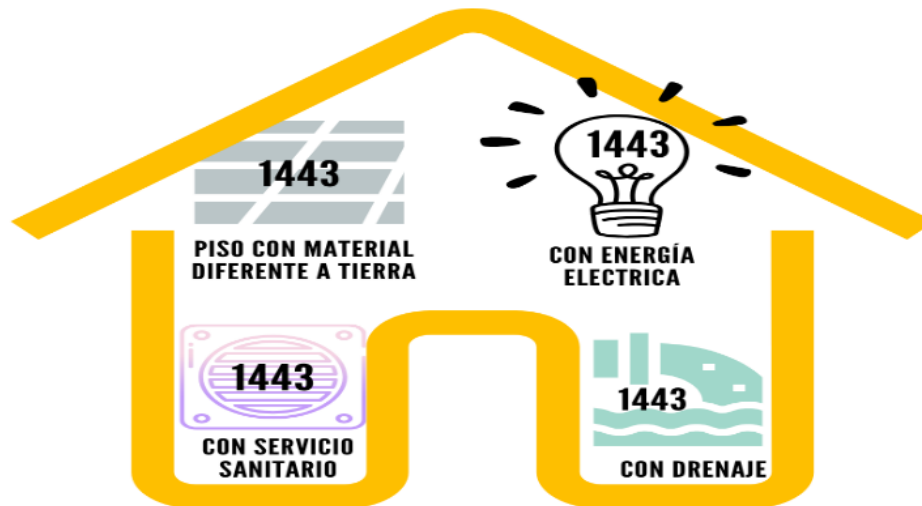 1443
PISO CON MATERIAL
DIFERENTE A TIERRA
1443
CON ENERGÍA
ELECTRICA
1443
CON SERVICIO
SANITARIO
1443
CON DRENAJE